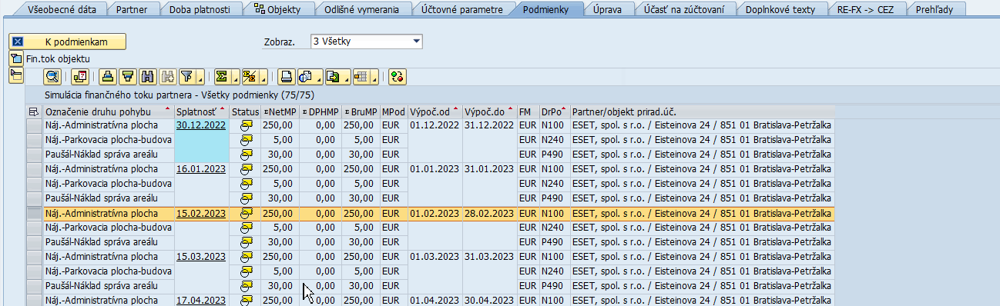 Všeobecné dáta Partner Doba platnosti Objekty Odlišné vymerania Účtovné parametre Podmienky Úprava Účasť na zúčtovaní Doplnkové texty RE-FX -> CEZ Prehľady
K podmienkam Zobraz. 3 Všetky
Fin.tok objektu
Simulácia finančného toku partnera - Všetky podmienky (75/75)
Označenie druhu pohybu Splatnosť Status ΣNetMP Σ DPHMP Σ BruMP MPod Výpoč.od Výpoč.do FM DrPo Partner/objekt prirad.úč.
Náj.-Administratívna plocha 30.12.2022 250,00 0,00 250,00 EUR 01.12.2022 31.12.2022 EUR N100 ESET, spol. s r.o. / Eisteinova 24 / 851 01 Bratislava-Petržalka
Náj.-Parkovacia plocha-budova 5,00 0,00 5,00 EUR EUR N240 ESET, spol. s r.o. / Eisteinova 24 / 851 01 Bratislava-Petržalka
Paušál-Náklad správa areálu 30,00 0,00 30,00 EUR EUR P490 ESET, spol. s r.o. / Eisteinova 24 / 851 01 Bratislava-Petržalka
Náj.-Administratívna plocha 16.01.2023 250,00 0,00 250,00 EUR 01.01.2023 31.01.2023 EUR N100 ESET, spol. s r.o. / Eisteinova 24 / 851 01 Bratislava-Petržalka
Náj.-Parkovacia plocha-budova 5,00 0,00 5,00 EUR EUR N240 ESET, spol. s r.o. / Eisteinova 24 / 851 01 Bratislava-Petržalka
Paušál-Náklad správa areálu 30,00 0,00 30,00 EUR EUR P490 ESET, spol. s r.o. / Eisteinova 24 / 851 01 Bratislava-Petržalka
Náj.-Administratívna plocha 15.02.2023 250,00 0,00 250,00 EUR 01.02.2023 28.02.2023 EUR N100 ESET, spol. s r.o. / Eisteinova 24 / 851 01 Bratislava-Petržalka
Náj.-Parkovacia plocha-budova 5,00 0,00 5,00 EUR EUR N240 ESET, spol. s r.o. / Eisteinova 24 / 851 01 Bratislava-Petržalka
Paušál-Náklad správa areálu 30,00 0,00 30,00 EUR EUR P490 ESET, spol. s r.o. / Eisteinova 24 / 851 01 Bratislava-Petržalka
Náj.-Administratívna plocha 15.03.2023 250,00 0,00 250,00 EUR 01.03.2023 31.03.2023 EUR N100 ESET, spol. s r.o. / Eisteinova 24 / 851 01 Bratislava-Petržalka
Náj.-Parkovacia plocha-budova 5,00 0,00 5,00 EUR EUR N240 ESET, spol. s r.o. / Eisteinova 24 / 851 01 Bratislava-Petržalka
Paušál-Náklad správa areálu 30,00 0,00 30,00 EUR EUR P490 ESET, spol. s r.o. / Eisteinova 24 / 851 01 Bratislava-Petržalka
Náj.-Administratívna plocha 17.04.2023 250,00 0,00 250,00 EUR 01.04.2023 30.04.2023 EUR N100 ESET, spol. s r.o. / Eisteinova 24 / 851 01 Bratislava-Petržalka